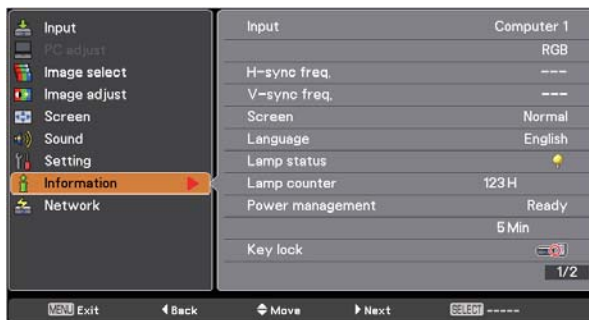 Input
PC adjust
Image select
Image adjust
Screen
Sound
Setting
Information
Network
Input Computer 1
RGB
H-sync freq. ---
V-sync freq. ---
Screen Normal
Language English
Lamp status
Lamp counter 123 H
Power management Ready
5 Min
Key lock
1/2
MENU Exit Back Move Next SELECT -----